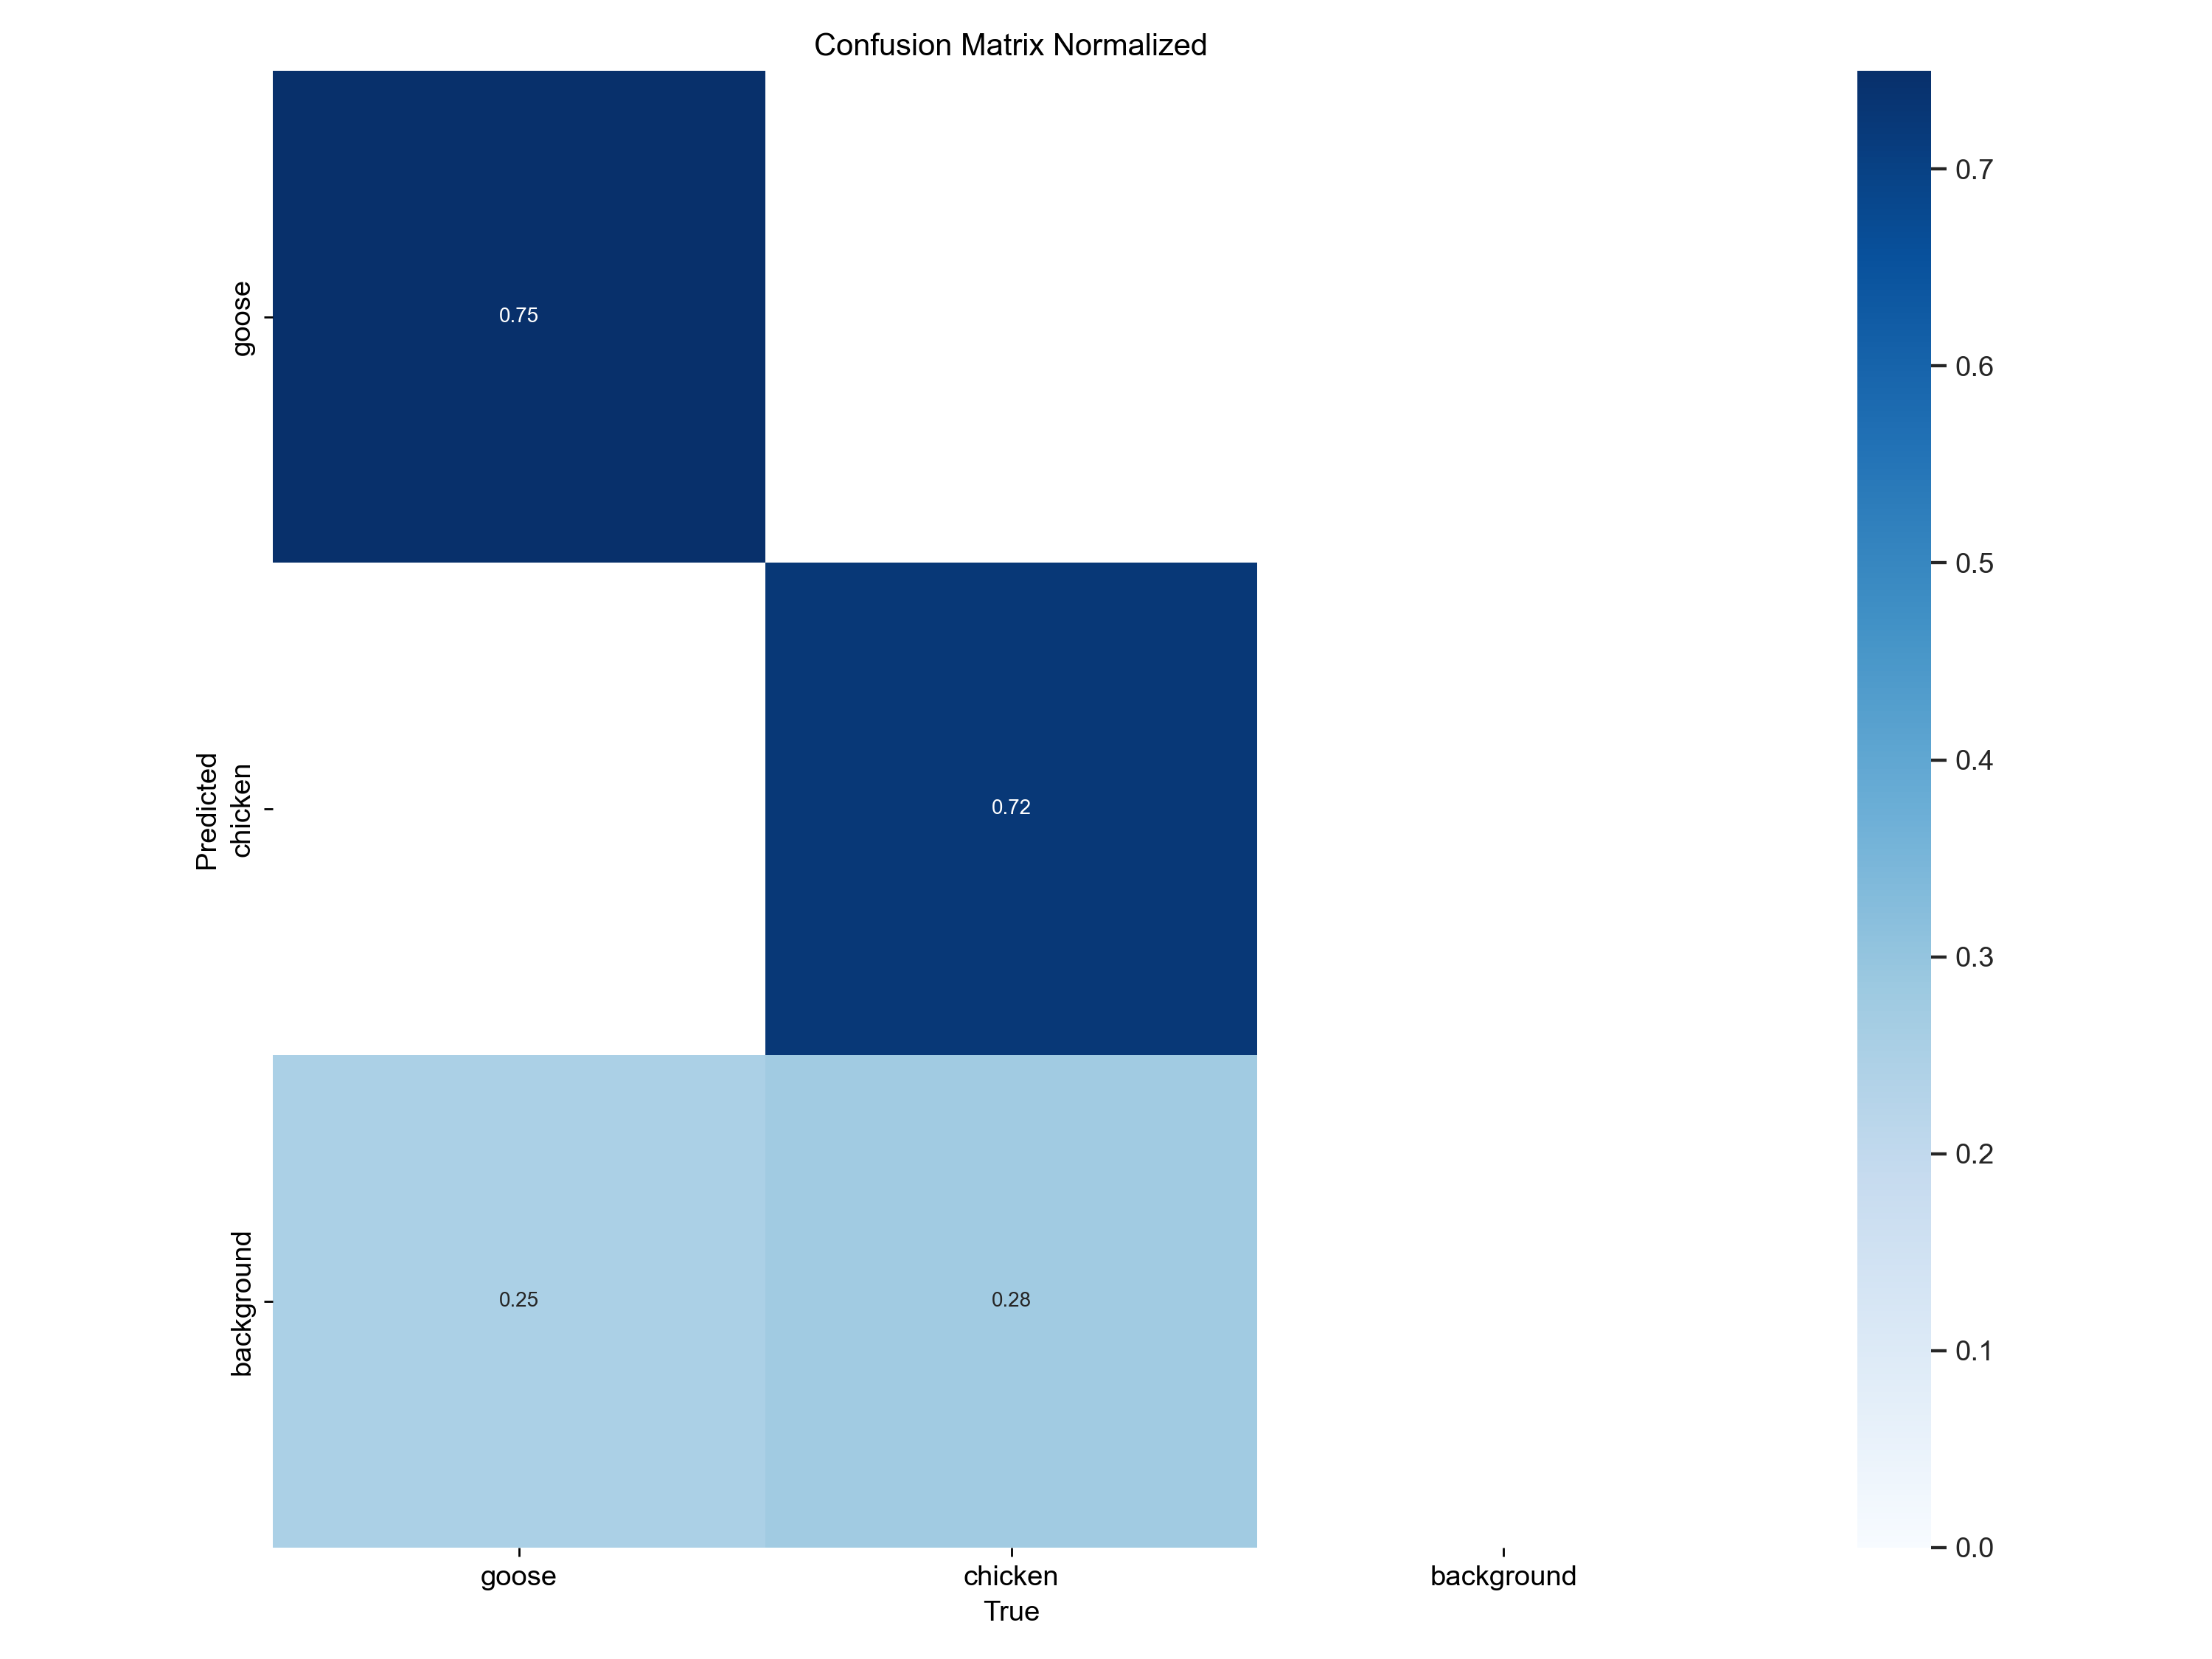 Confusion Matrix Normalized
goose
0.75
Predicted
chicken
0.72
background
0.25
0.28
goose
chicken
background
True
0.7
0.6
0.5
0.4
0.3
0.2
0.1
0.0